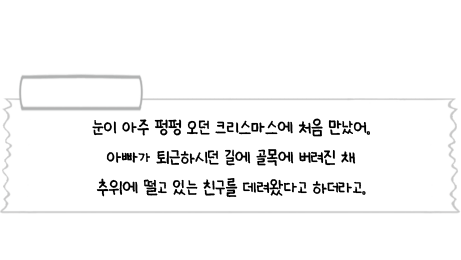 눈이 아주 펑펑 오던 크리스마스에 처음 만났어.
아빠가 퇴근하시던 길에 골목에 버려진 채
추위에 떨고 있는 친구를 데려왔다고 하더라고.